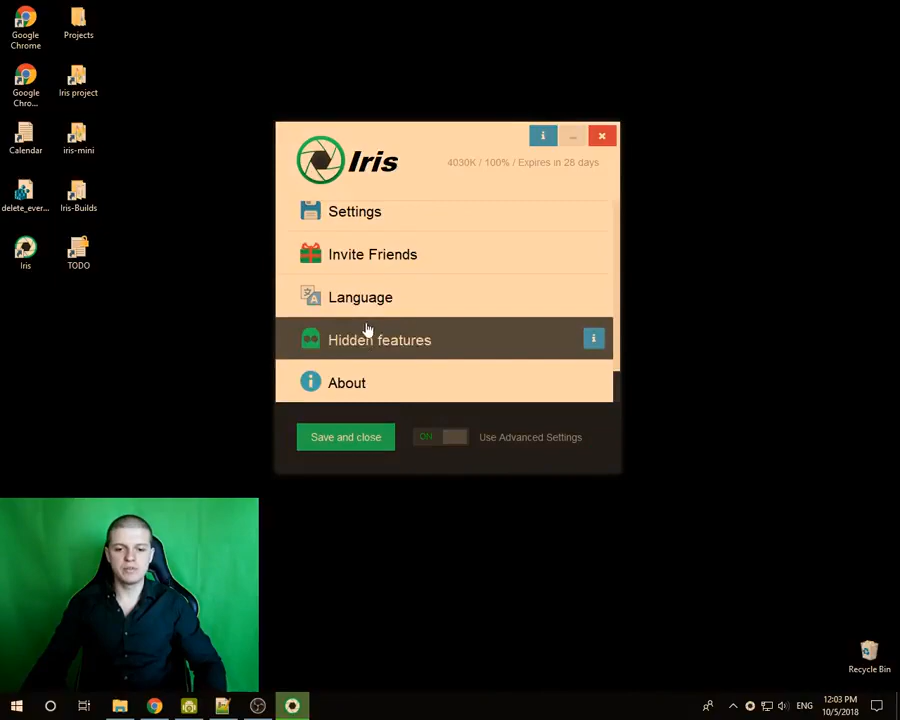 Google
Chrome
Projects
Google
Chro...
Iris project
Calendar
iris-mini
delete_ever...
Iris-Builds
Iris
TODO
Iris
4030K / 100% / Expires in 28 days
Settings
Invite Friends
Language
Hidden features
About
Save and close
ON
Use Advanced Settings
Recycle Bin
ENG
12:03 PM
10/5/2018